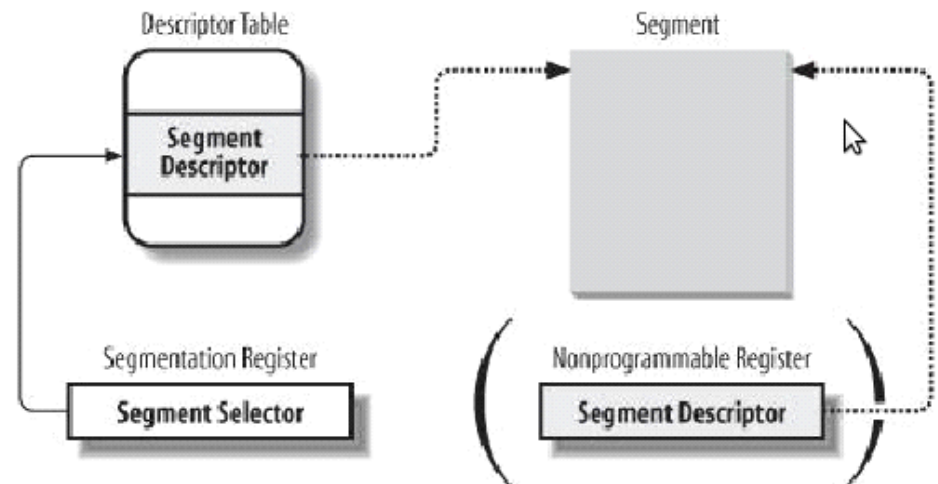 Descriptor Table
Segment
Segment
Descriptor
Segmentation Register
Segment Selector
Nonprogrammable Register
Segment Descriptor